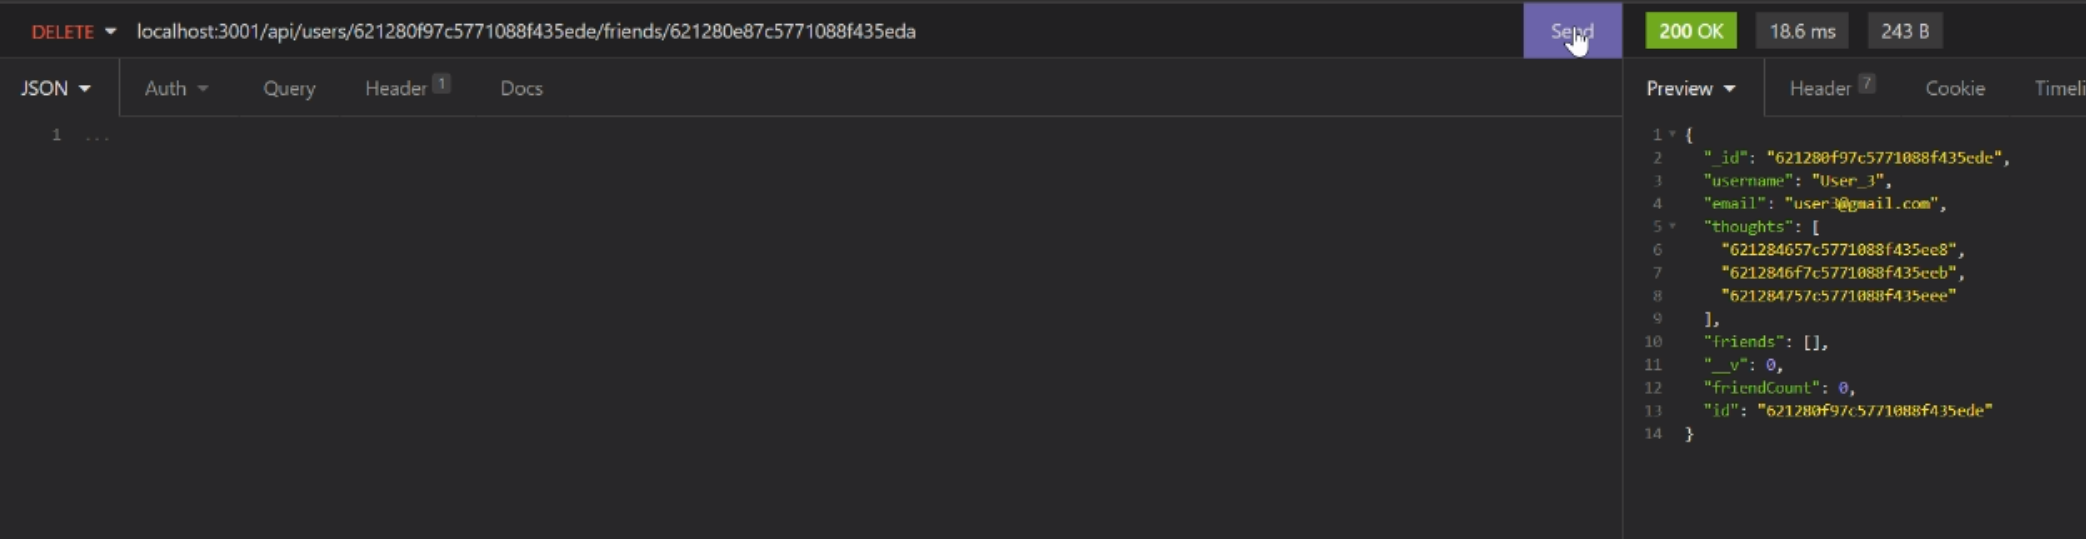 DELETE localhost:3001/api/users/621280f97c5771088f435ede/friends/621280e87c5771088f435eda Send 200 OK 18.6 ms 243 B
JSON Auth Query Header 1 Docs Preview Header 7 Cookie Timeli
1 ...
1 {
2 "_id": "621280f97c5771088f435ede",
3 "username": "User_3",
4 "email": "user3@gmail.com",
5 "thoughts": [
6 "621284657c5771088f435ee8",
7 "6212846f7c5771088f435eeb",
8 "621284757c5771088f435eee"
9 ],
10 "friends": [],
11 "__v": 0,
12 "friendCount": 0,
13 "id": "621280f97c5771088f435ede"
14 }